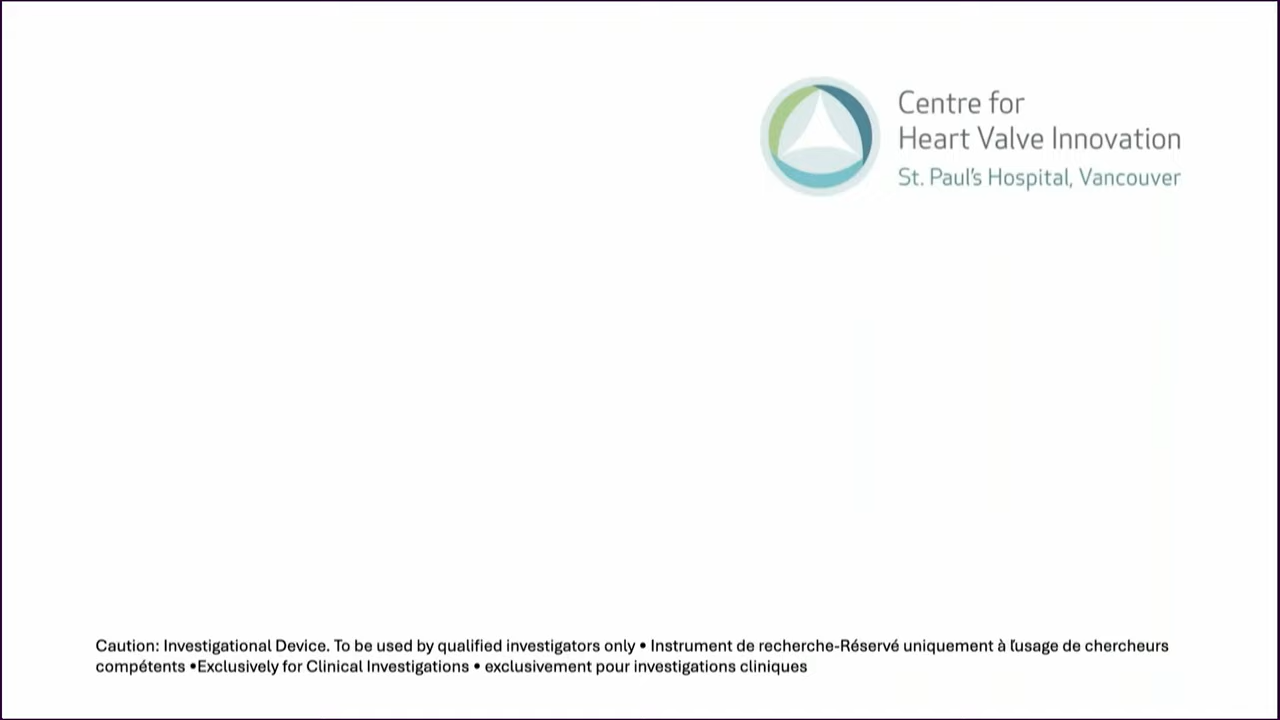 Centre for
Heart Valve Innovation
St. Paul's Hospital, Vancouver
Caution: Investigational Device. To be used by qualified investigators only • Instrument de recherche-Réservé uniquement à l'usage de chercheurs
compétents •Exclusively for Clinical Investigations • exclusivement pour investigations cliniques